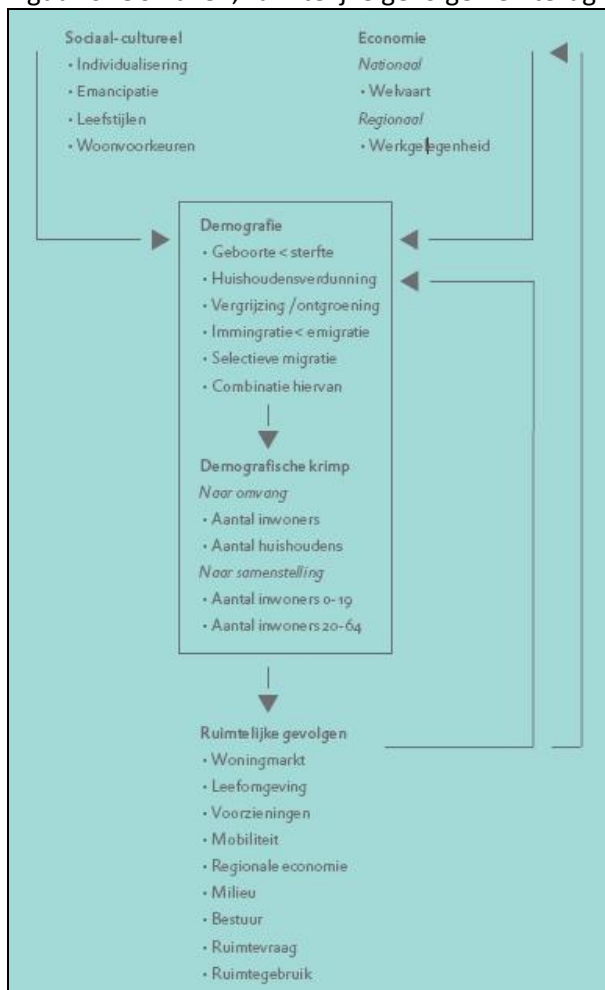 Sociaal-cultureel
• Individualisering
• Emancipatie
• Leefstijlen
• Woonvoorkeuren
Economie
Nationaal
• Welvaart
Regionaal
• Werkgelegenheid
Demografie
• Geboorte < sterfte
• Huishoudensverdunning
• Vergrijzing /ontgroening
• Immingratie < emigratie
• Selectieve migratie
• Combinatie hiervan
Demografische krimp
Naar omvang
• Aantal inwoners
• Aantal huishoudens
Naar samenstelling
• Aantal inwoners 0-19
• Aantal inwoners 20-64
Ruimtelijke gevolgen
• Woningmarkt
• Leefomgeving
• Voorzieningen
• Mobiliteit
• Regionale economie
• Milieu
• Bestuur
• Ruimtevraag
• Ruimtegebruik